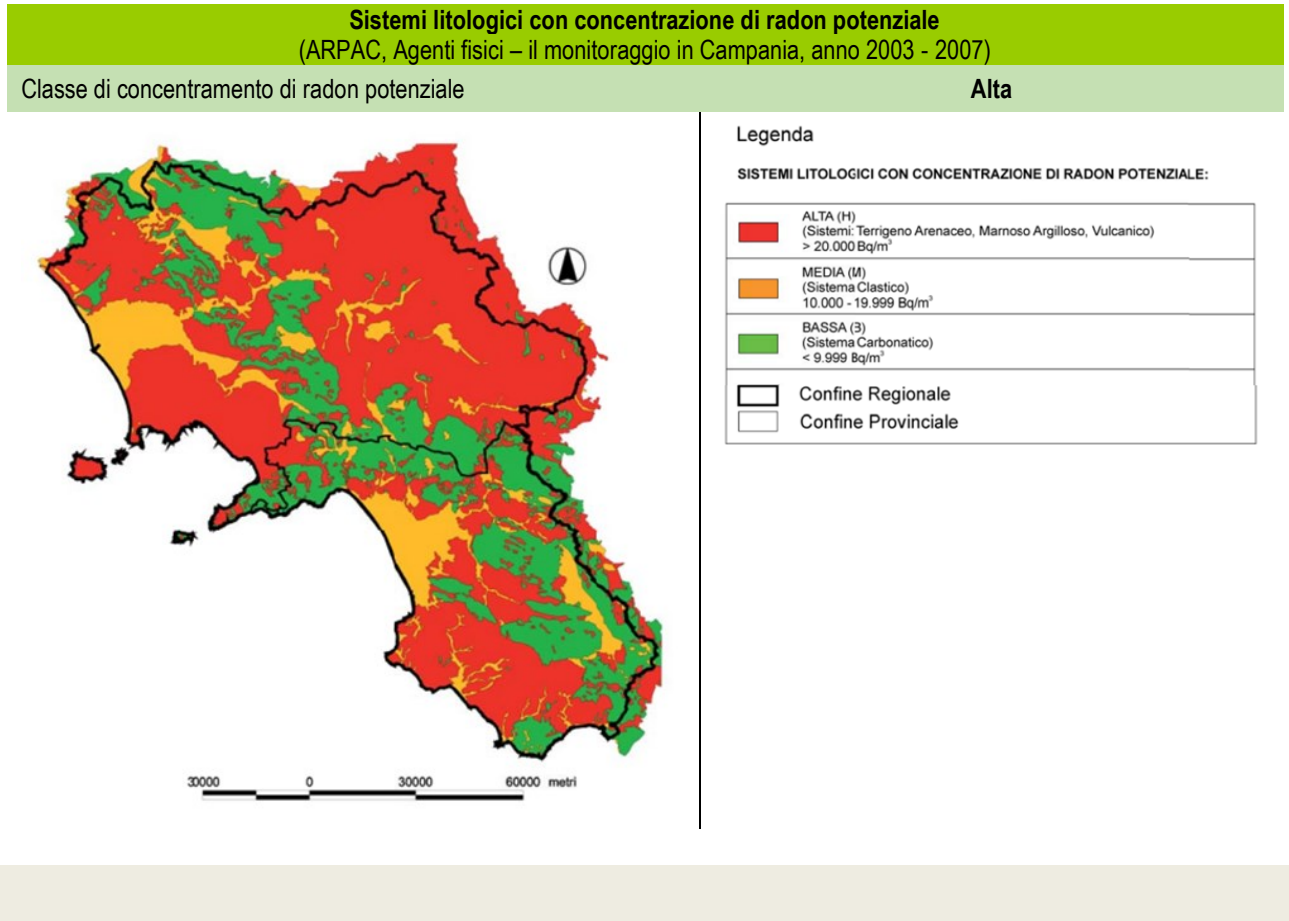 Sistemi litologici con concentrazione di radon potenziale
(ARPAC, Agenti fisici – il monitoraggio in Campania, anno 2003 - 2007)
Classe di concentramento di radon potenziale Alta
Legenda
SISTEMI LITOLOGICI CON CONCENTRAZIONE DI RADON POTENZIALE:
ALTA (H)
(Sistemi: Terrigeno Arenaceo, Marnoso Argilloso, Vulcanico)
> 20.000 Bq/m³
MEDIA (M)
(Sistema Clastico)
10.000 - 19.999 Bq/m³
BASSA (3)
(Sistema Carbonatico)
< 9.999 Bq/m³
Confine Regionale
Confine Provinciale
30000 0 30000 60000 metri